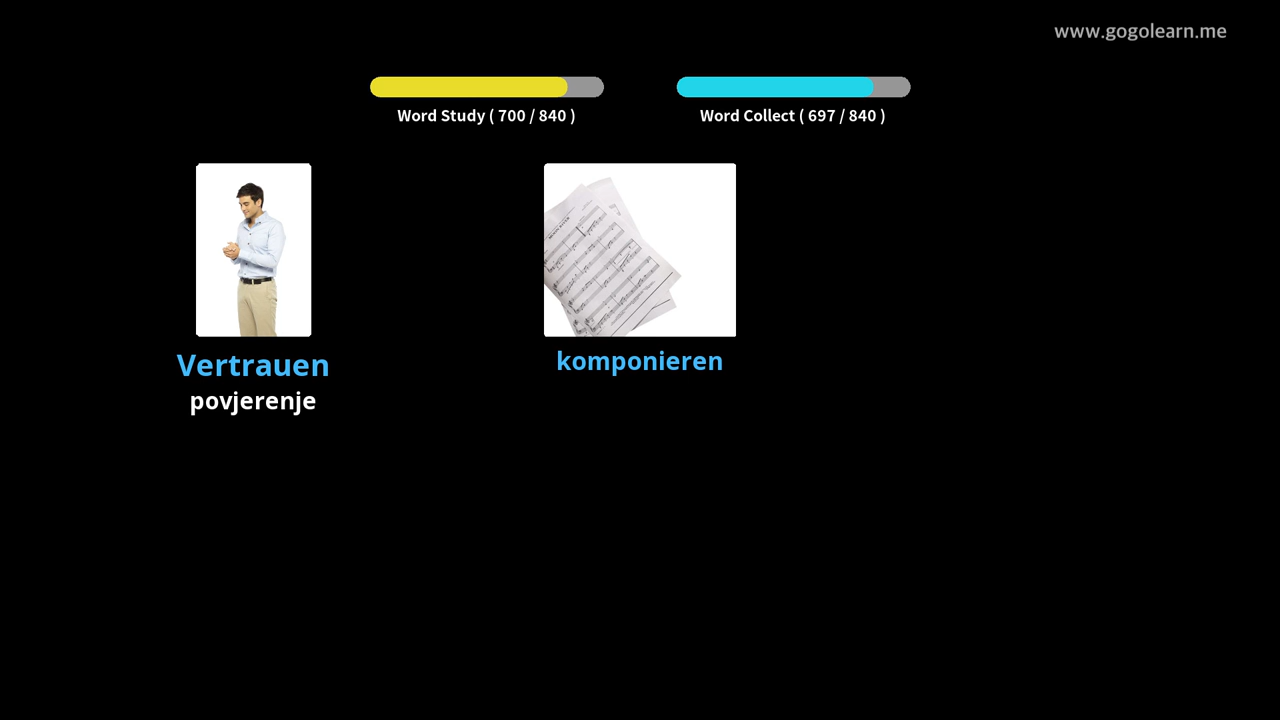 www.gogolearn.me
Word Study ( 700 / 840 )
Word Collect ( 697 / 840 )
Vertrauen
povjerenje
komponieren